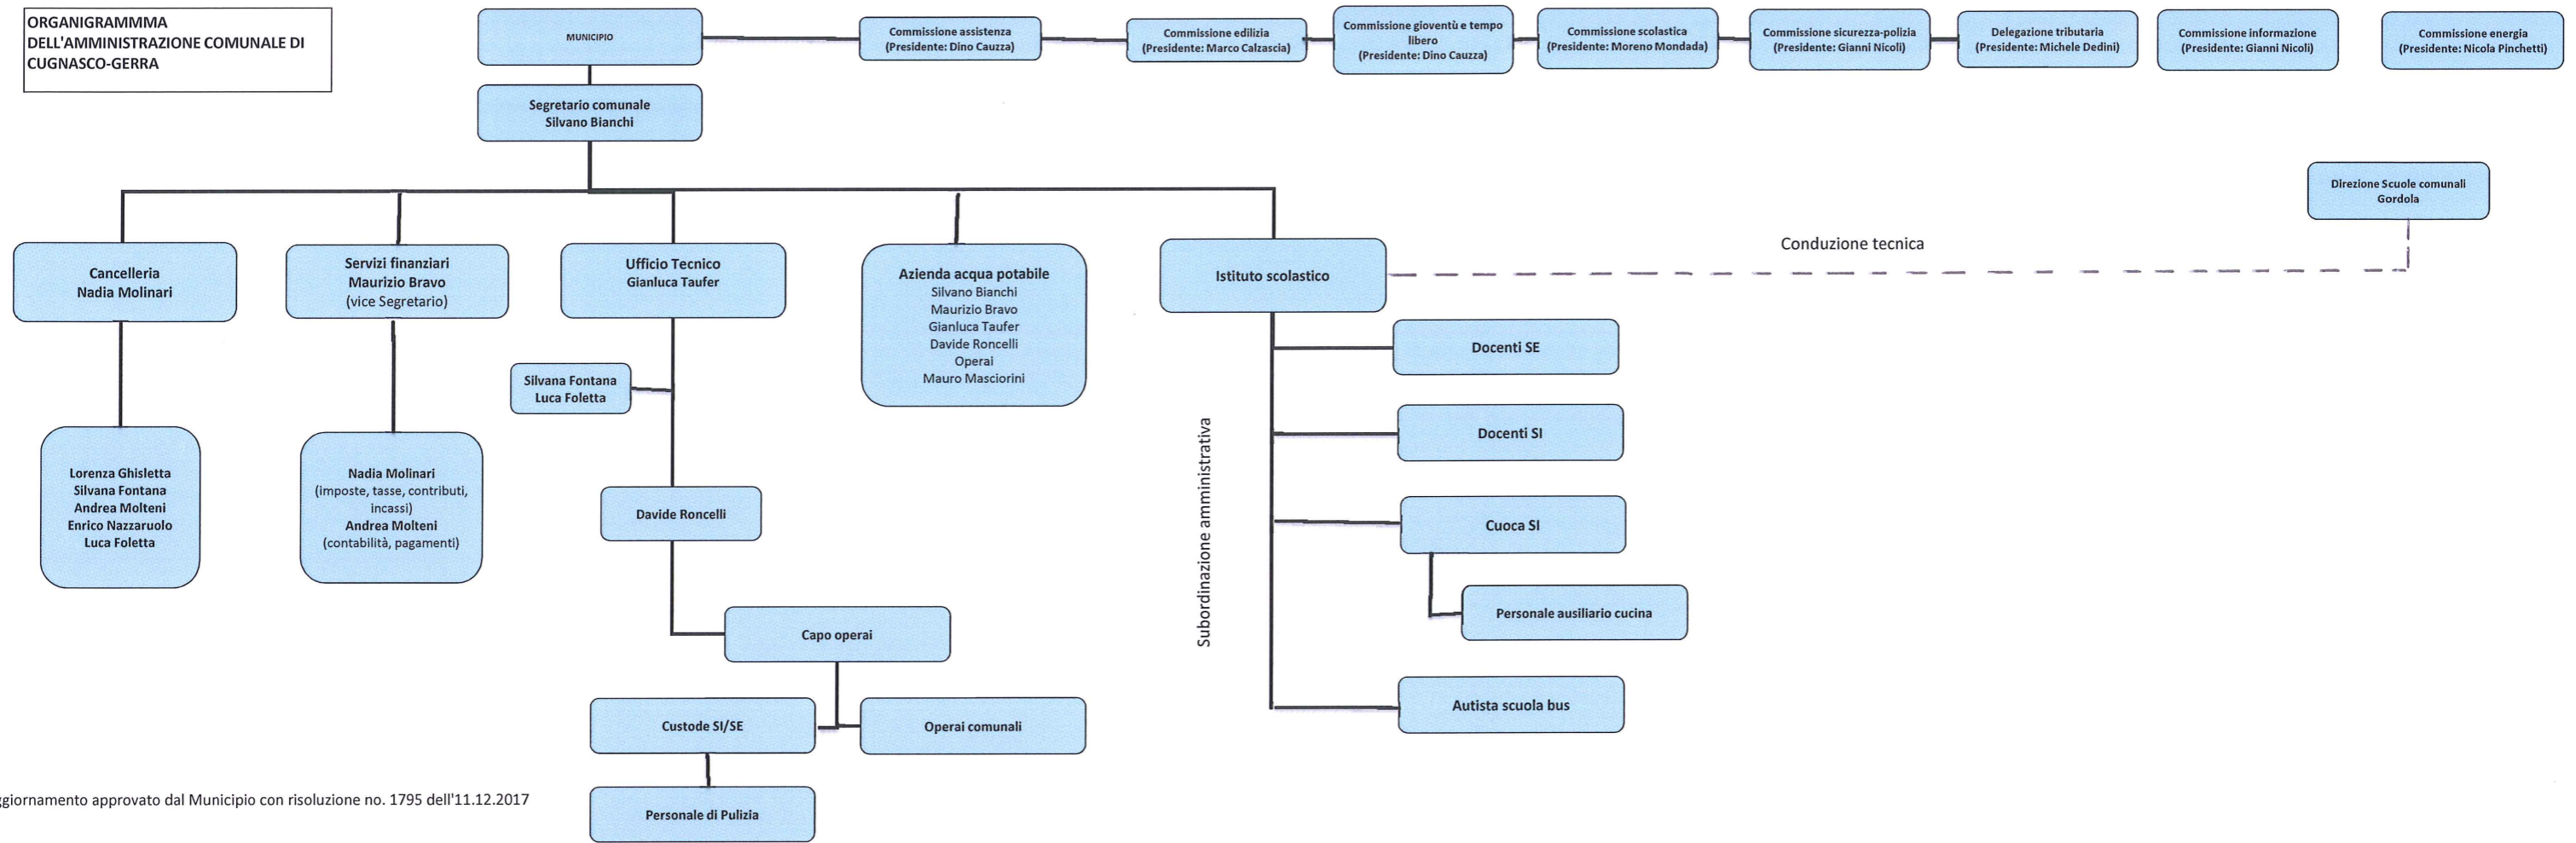 ORGANIGRAMMMA
DELL'AMMINISTRAZIONE COMUNALE DI
CUGNASCO-GERRA
MUNICIPIO
Commissione assistenza
(Presidente: Dino Cauzza)
Commissione edilizia
(Presidente: Marco Calzascia)
Commissione gioventù e tempo
libero
(Presidente: Dino Cauzza)
Commissione scolastica
(Presidente: Moreno Mondada)
Commissione sicurezza-polizia
(Presidente: Gianni Nicoli)
Delegazione tributaria
(Presidente: Michele Dedini)
Commissione informazione
(Presidente: Gianni Nicoli)
Commissione energia
(Presidente: Nicola Pinchetti)
Segretario comunale
Silvano Bianchi
Direzione Scuole comunali
Gordola
Conduzione tecnica
Cancelleria
Nadia Molinari
Servizi finanziari
Maurizio Bravo
(vice Segretario)
Ufficio Tecnico
Gianluca Taufer
Azienda acqua potabile
Silvano Bianchi
Maurizio Bravo
Gianluca Taufer
Davide Roncelli
Operai
Mauro Masciorini
Istituto scolastico
Docenti SE
Docenti SI
Cuoca SI
Personale ausiliario cucina
Autista scuola bus
Subordinazione amministrativa
Silvana Fontana
Luca Foletta
Lorenza Ghisletta
Silvana Fontana
Andrea Molteni
Enrico Nazzaruolo
Luca Foletta
Nadia Molinari
(imposte, tasse, contributi,
incassi)
Andrea Molteni
(contabilità, pagamenti)
Davide Roncelli
Capo operai
Custode SI/SE
Operai comunali
Personale di Pulizia
ggiornamento approvato dal Municipio con risoluzione no. 1795 dell'11.12.2017